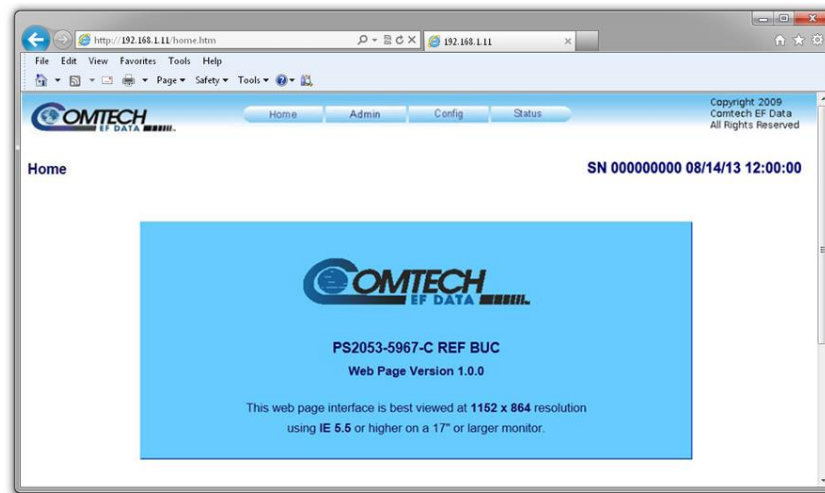 http://192.168.1.11/home.htm
192.168.1.11
File Edit View Favorites Tools Help
Page Safety Tools
COMTECH
EF DATA
Home Admin Config Status
Copyright 2009
Comtech EF Data
All Rights Reserved
Home
SN 000000000 08/14/13 12:00:00
COMTECH
EF DATA
PS2053-5967-C REF BUC
Web Page Version 1.0.0
This web page interface is best viewed at 1152 x 864 resolution
using IE 5.5 or higher on a 17" or larger monitor.